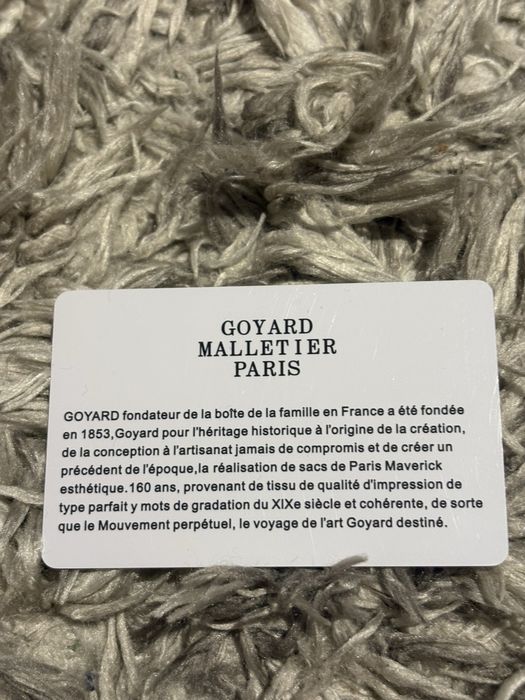 GOYARD
MALLETIER
PARIS
GOYARD fondateur de la boîte de la famille en France a été fondée
en 1853,Goyard pour l'héritage historique à l'origine de la création,
de la conception à l'artisanat jamais de compromis et de créer un
précédent de l'époque,la réalisation de sacs de Paris Maverick
esthétique.160 ans, provenant de tissu de qualité d'impression de
type parfait y mots de gradation du XIXe siècle et cohérente, de sorte
que le Mouvement perpétuel, le voyage de l'art Goyard destiné.